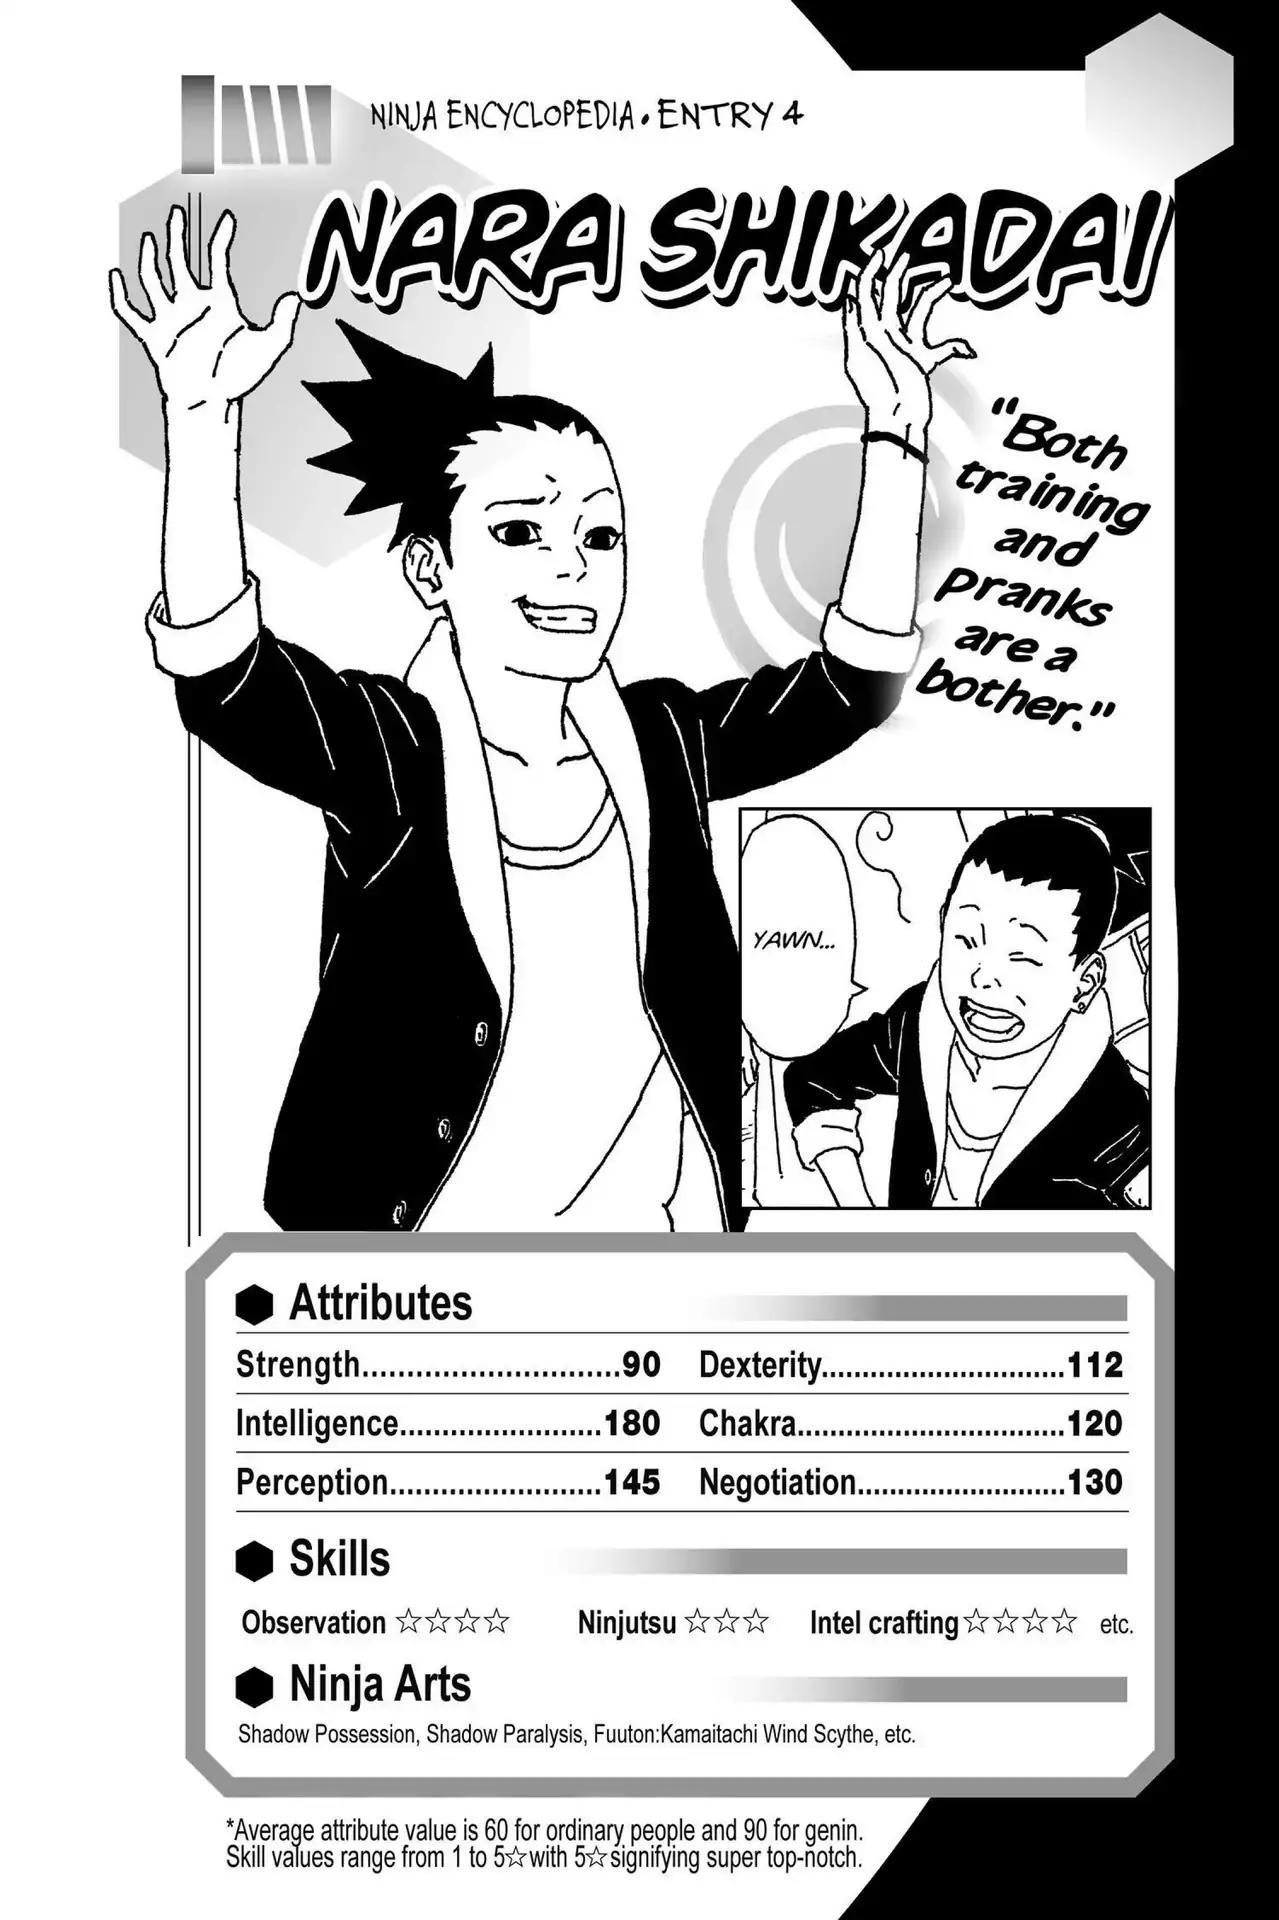 NINJA ENCYCLOPEDIA • ENTRY 4
NARA SHIKADAI
"Both
training
and
pranks
are a
bother."
YAWN...
Attributes
Strength............................90 Dexterity..............................112
Intelligence.......................180 Chakra................................120
Perception........................145 Negotiation.........................130
Skills
Observation ☆☆☆☆ Ninjutsu ☆☆☆ Intel crafting☆☆☆☆ etc.
Ninja Arts
Shadow Possession, Shadow Paralysis, Fuuton:Kamaitachi Wind Scythe, etc.
*Average attribute value is 60 for ordinary people and 90 for genin.
Skill values range from 1 to 5☆with 5☆signifying super top-notch.